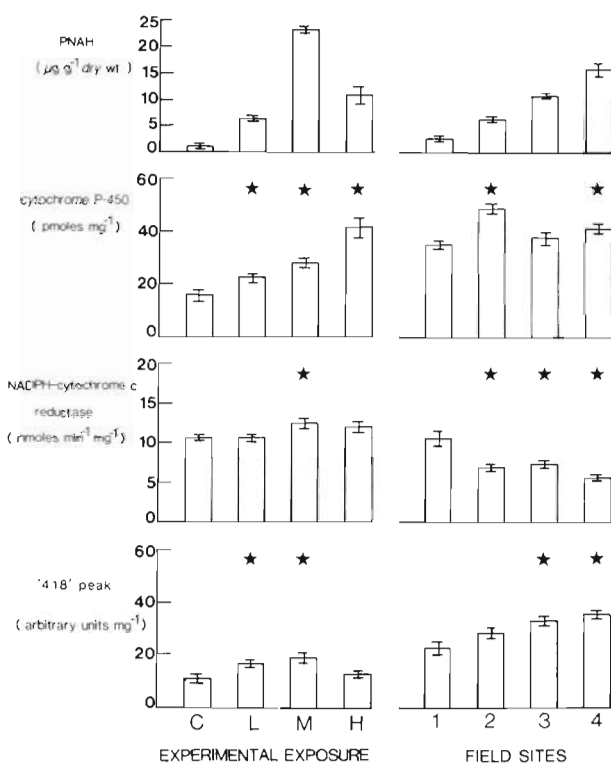 PNAH
( µg g⁻¹ dry wt )
25
20
15
10
5
0
cytochrome P-450
( pmoles mg⁻¹)
60
40
20
0
★ ★ ★ ★ ★
NADPH-cytochrome c
reductase
( nmoles min⁻¹ mg⁻¹)
20
15
10
5
0
★ ★ ★ ★
'418' peak
( arbitrary units mg⁻¹)
60
40
20
0
★ ★ ★ ★
C L M H 1 2 3 4
EXPERIMENTAL EXPOSURE FIELD SITES